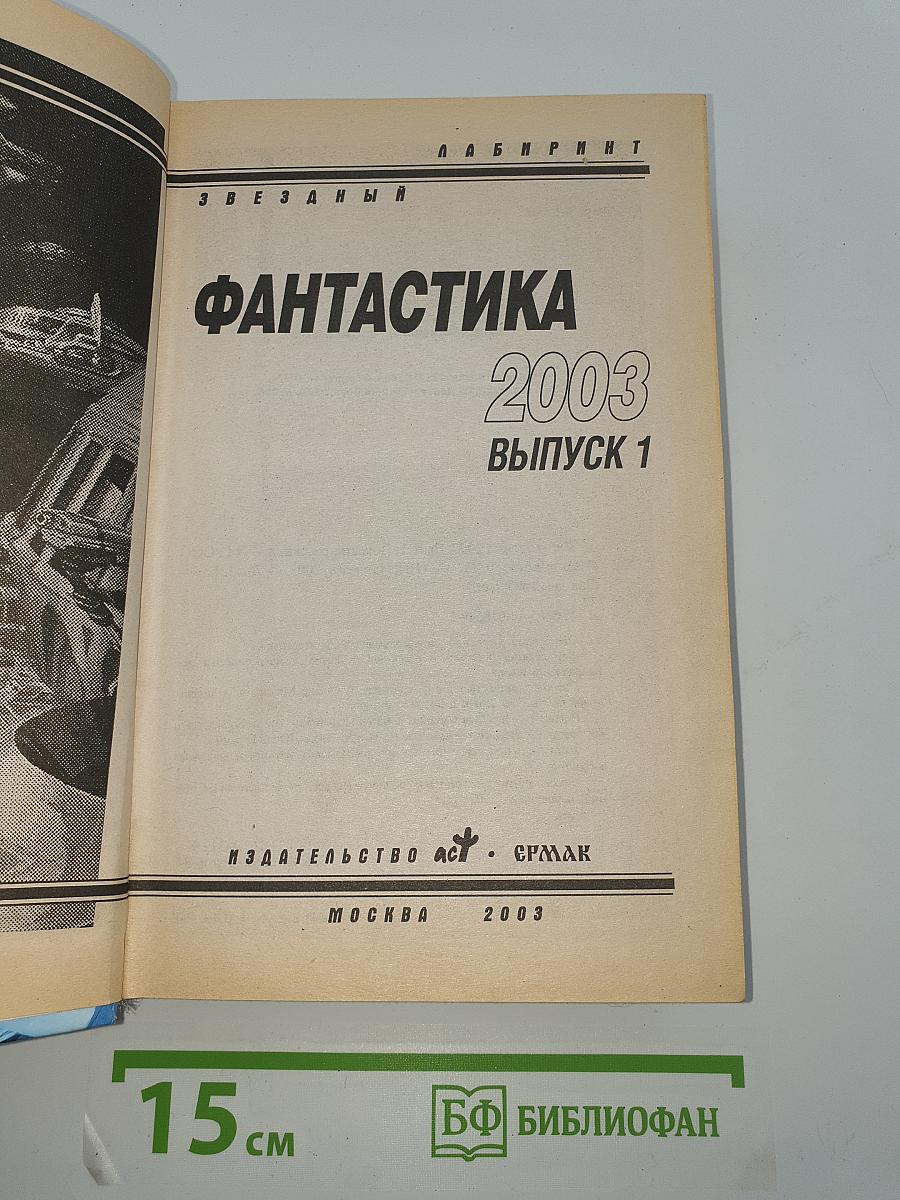 ЛАБИРИНТ
ЗВЕЗДНЫЙ
ФАНТАСТИКА
2003
ВЫПУСК 1
ИЗДАТЕЛЬСТВО аст • ЕРМАК
МОСКВА 2003
15 см
БФ БИБЛИОФАН